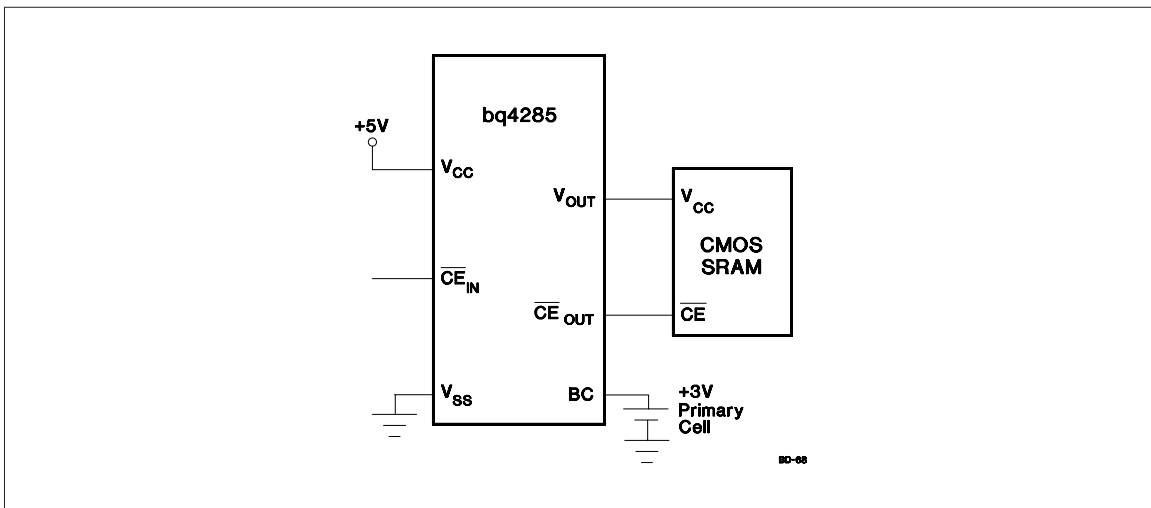 bq4285
+5V
VCC
VOUT
VCC
CMOS
SRAM
CEIN
CE OUT
CE
VSS
BC
+3V
Primary
Cell
BD-68